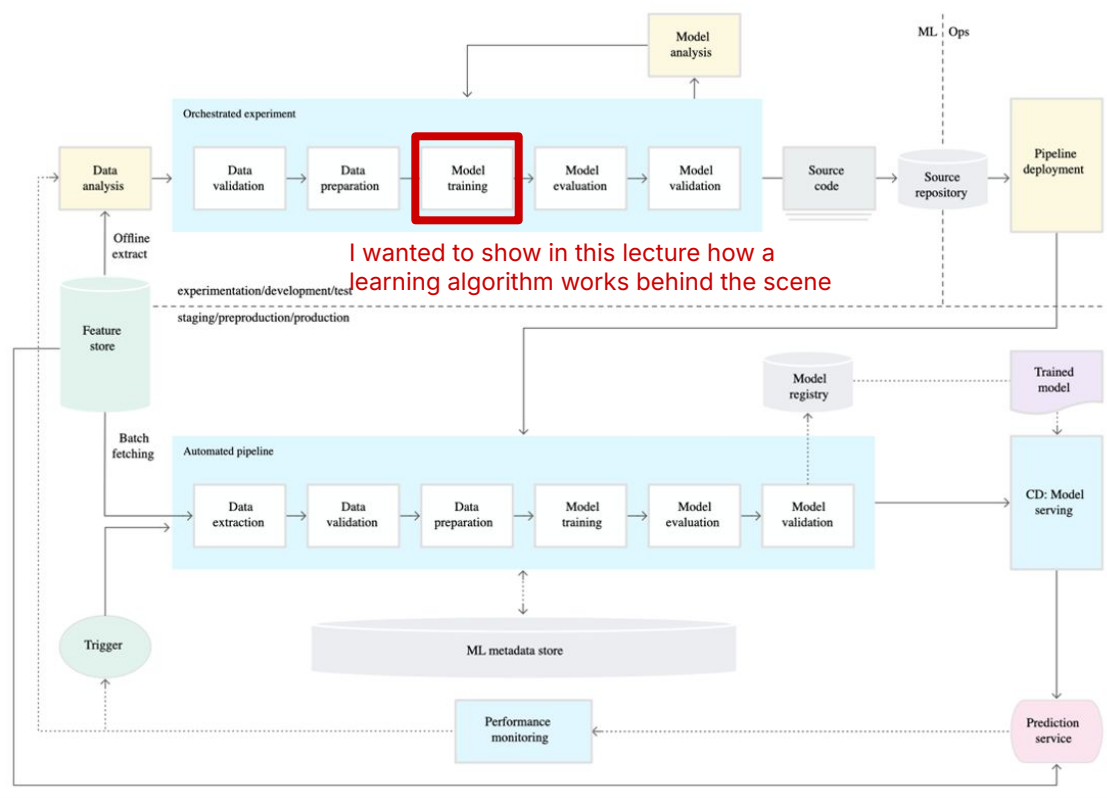 Model
analysis
ML
Ops
Orchestrated experiment
Data
analysis
Data
validation
Data
preparation
Model
training
Model
evaluation
Model
validation
Source
code
Source
repository
Pipeline
deployment
Offline
extract
I wanted to show in this lecture how a
learning algorithm works behind the scene
experimentation/development/test
staging/preproduction/production
Feature
store
Model
registry
Trained
model
Batch
fetching
Automated pipeline
Data
extraction
Data
validation
Data
preparation
Model
training
Model
evaluation
Model
validation
CD: Model
serving
Trigger
ML metadata store
Performance
monitoring
Prediction
service